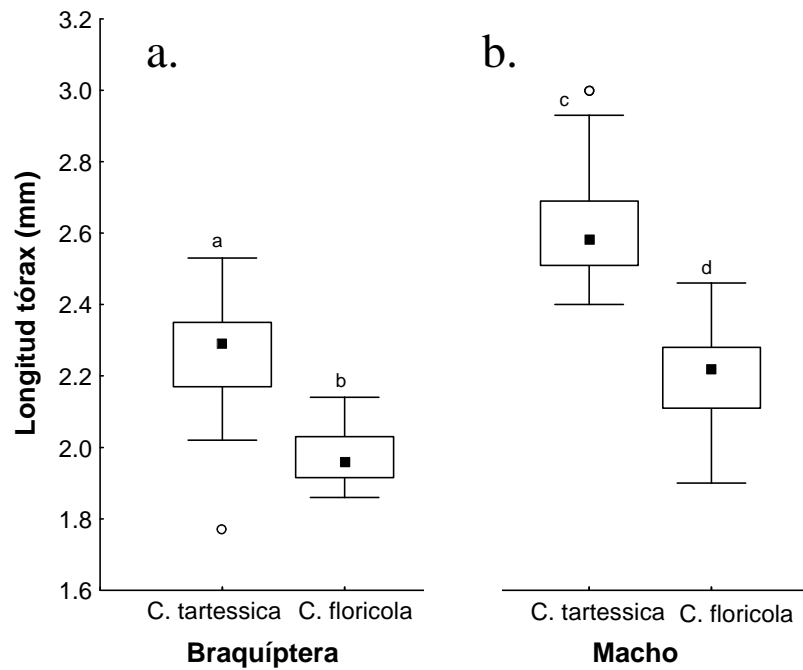 a.
b.
Longitud tórax (mm)
3.2
3.0
2.8
2.6
2.4
2.2
2.0
1.8
1.6
a
b
c
d
C. tartessica
C. floricola
C. tartessica
C. floricola
Braquíptera
Macho